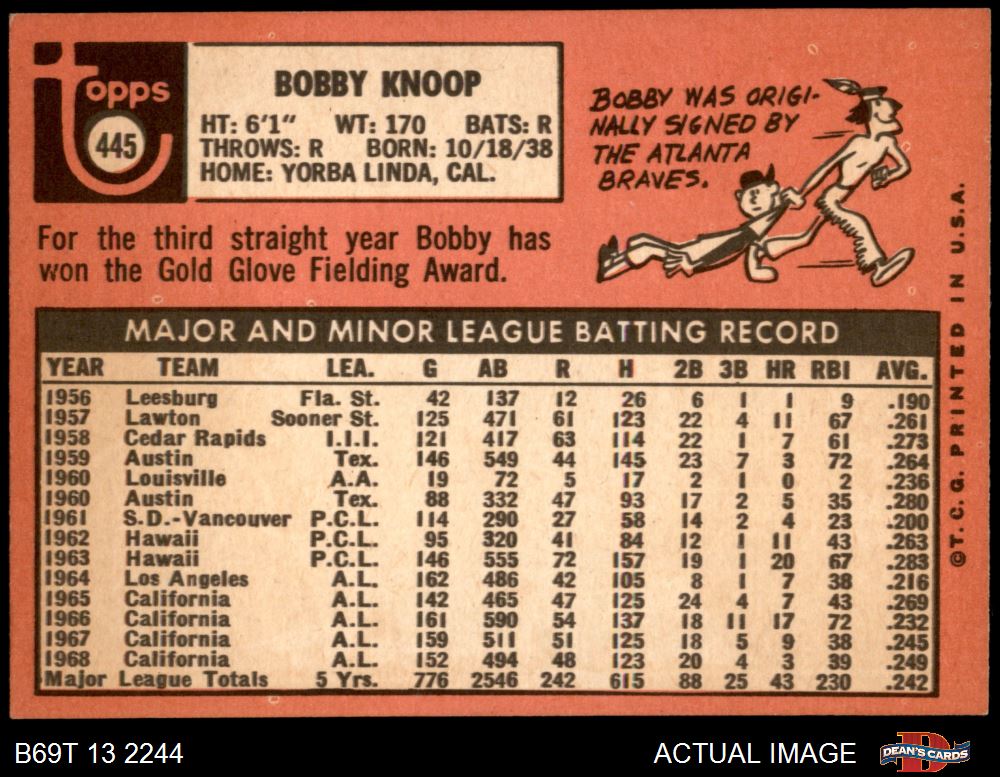 topps
445
BOBBY KNOOP
HT: 6'1" WT: 170 BATS: R
THROWS: R BORN: 10/18/38
HOME: YORBA LINDA, CAL.
BOBBY WAS ORIGI-
NALLY SIGNED BY
THE ATLANTA
BRAVES.
For the third straight year Bobby has
won the Gold Glove Fielding Award.
MAJOR AND MINOR LEAGUE BATTING RECORD
YEAR TEAM LEA. G AB R H 2B 3B HR RBI AVG.
1956 Leesburg Fla. St. 42 137 12 26 6 1 1 9 .190
1957 Lawton Sooner St. 125 471 61 123 22 4 11 67 .261
1958 Cedar Rapids I.I.I. 121 417 63 114 22 1 7 61 .273
1959 Austin Tex. 146 549 44 145 23 7 3 72 .264
1960 Louisville A.A. 19 72 5 17 2 1 0 2 .236
1960 Austin Tex. 88 332 47 93 17 2 5 35 .280
1961 S.D.-Vancouver P.C.L. 114 290 27 58 14 2 4 23 .200
1962 Hawaii P.C.L. 95 320 41 84 12 1 11 43 .263
1963 Hawaii P.C.L. 146 555 72 157 19 1 20 67 .283
1964 Los Angeles A.L. 162 486 42 105 8 1 7 38 .216
1965 California A.L. 142 465 47 125 24 4 7 43 .269
1966 California A.L. 161 590 54 137 18 11 17 72 .232
1967 California A.L. 159 511 51 125 18 5 9 38 .245
1968 California A.L. 152 494 48 123 20 4 3 39 .249
Major League Totals 5 Yrs. 776 2546 242 615 88 25 43 230 .242
©T.C.G. PRINTED IN U.S.A.
B69T 13 2244
ACTUAL IMAGE
DEAN'S CARDS